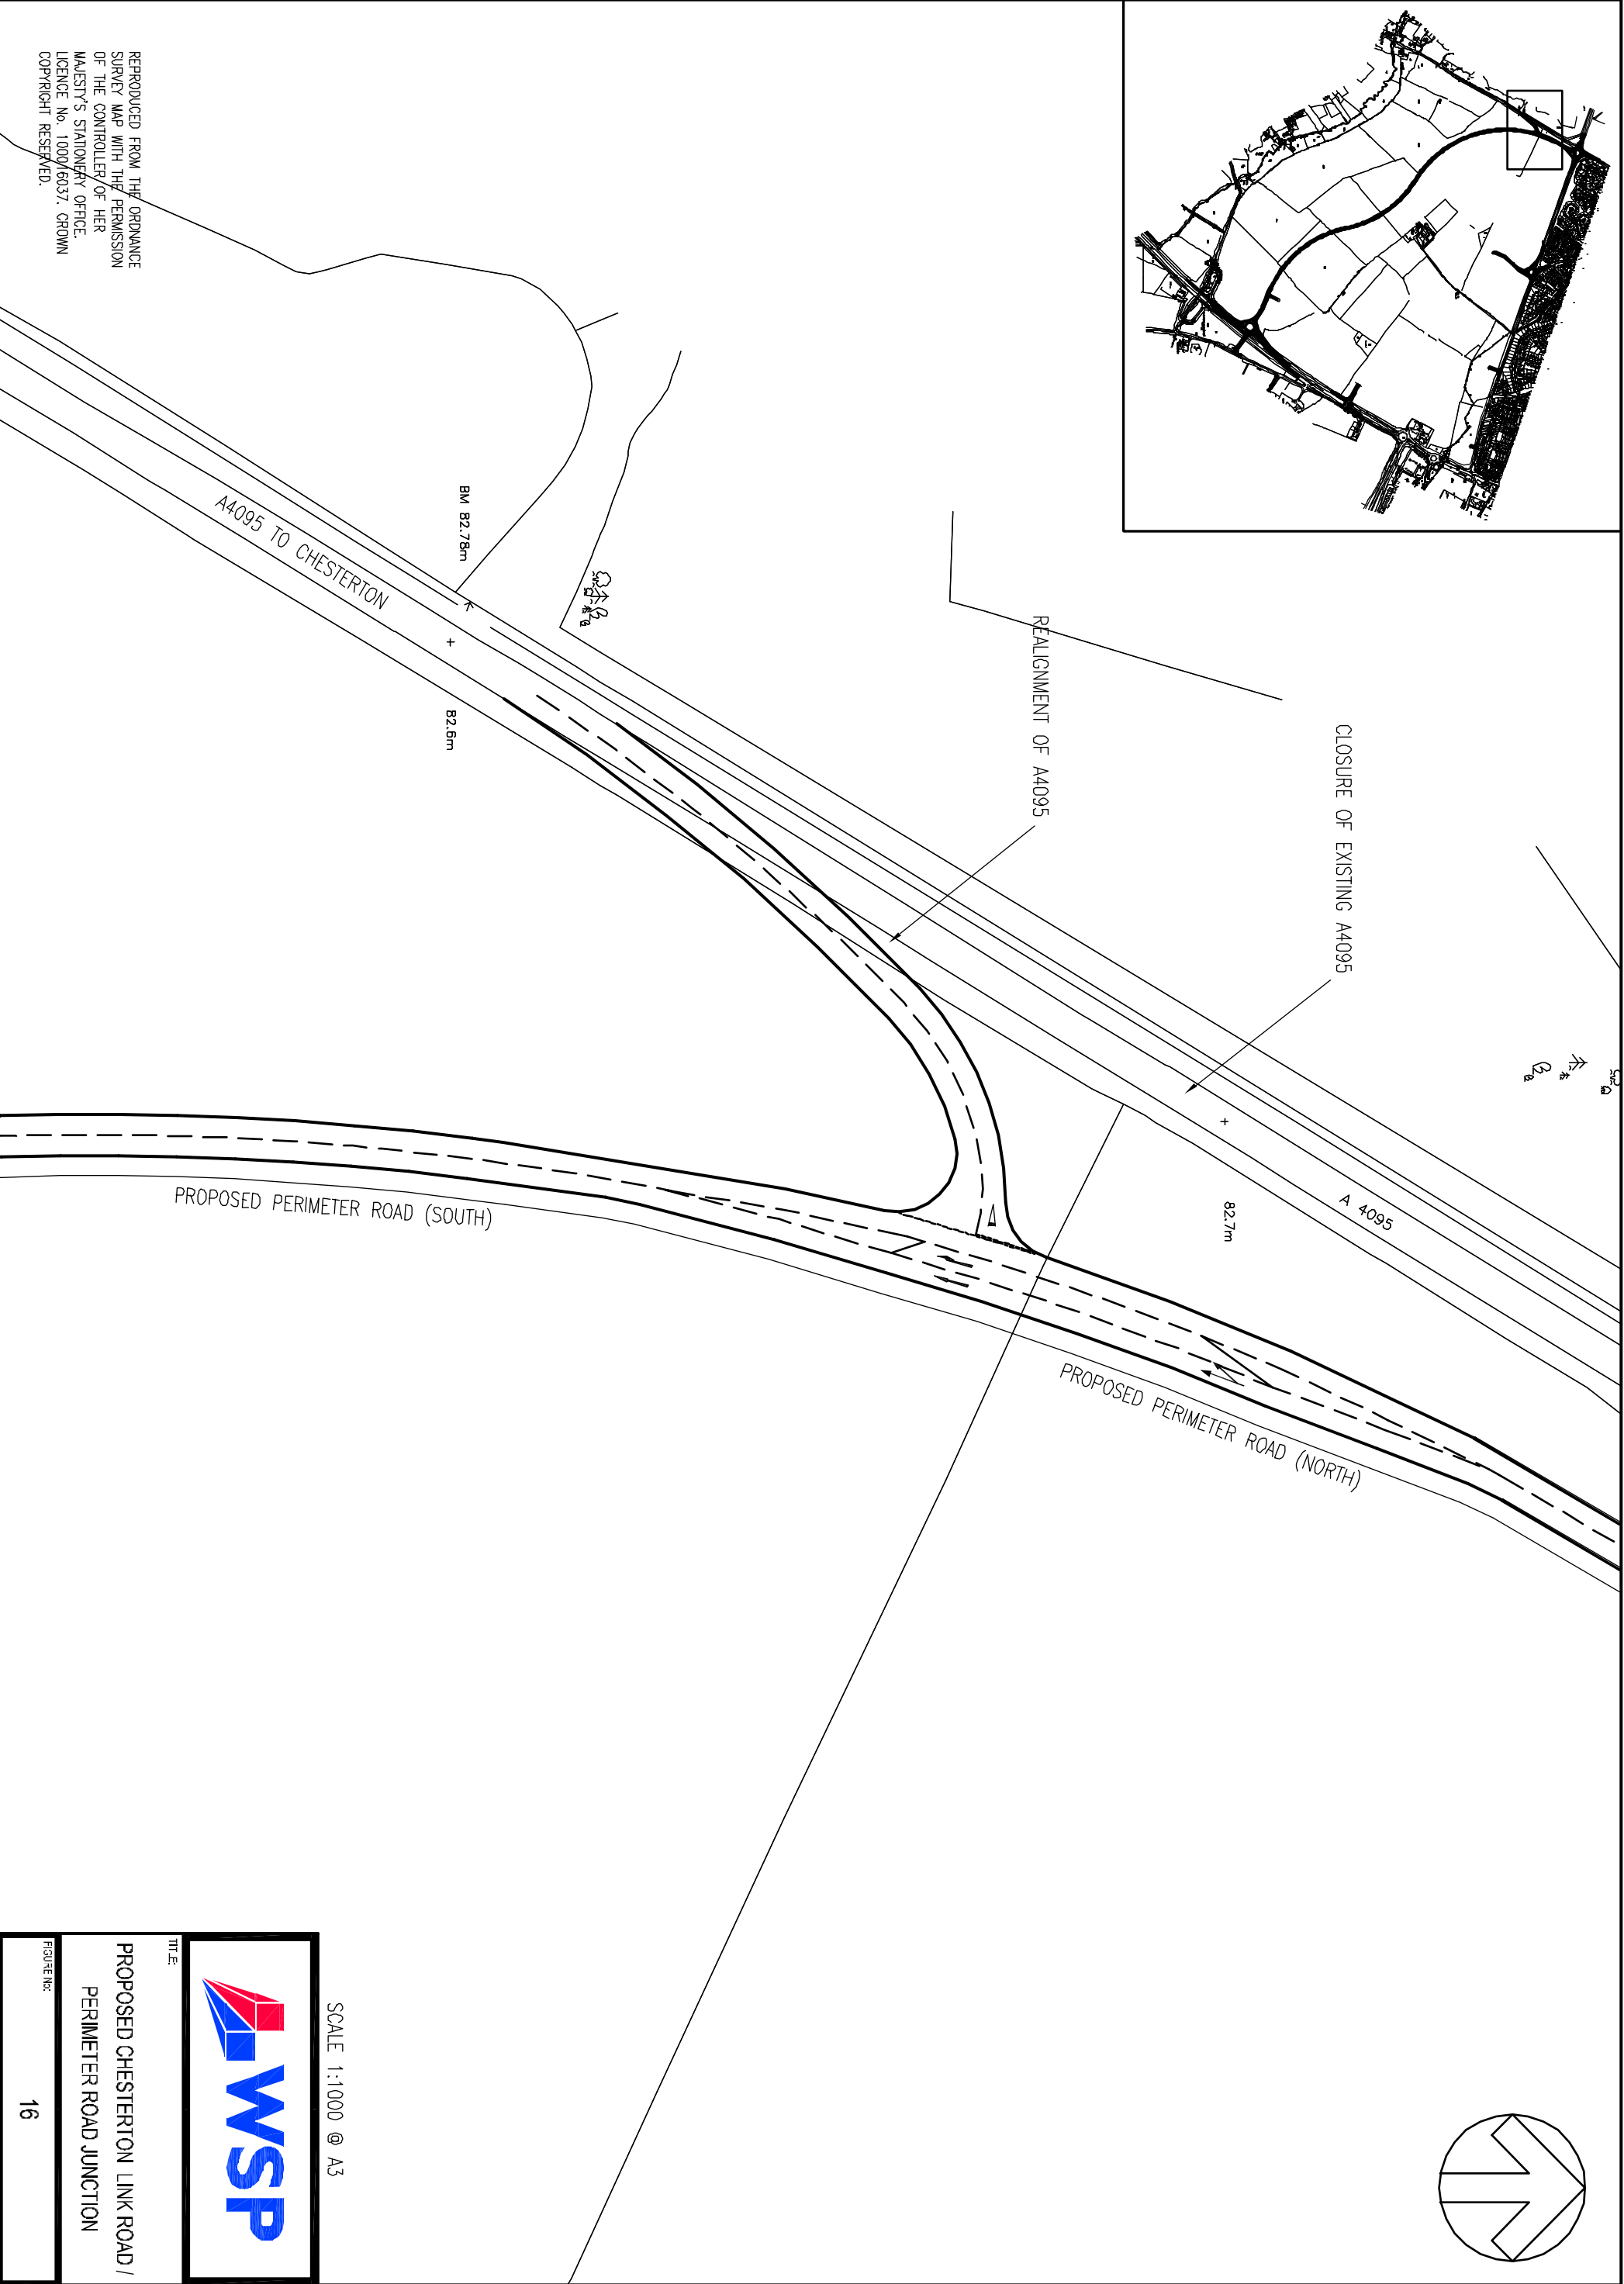 CLOSURE OF EXISTING A4095
REALIGNMENT OF A4095
A 4095
82.7m
BM 82.78m
82.6m
A4095 TO CHESTERTON
PROPOSED PERIMETER ROAD (NORTH)
PROPOSED PERIMETER ROAD (SOUTH)
REPRODUCED FROM THE ORDNANCE
SURVEY MAP WITH THE PERMISSION
OF THE CONTROLLER OF HER
MAJESTY'S STATIONERY OFFICE.
LICENCE No. 100016037. CROWN
COPYRIGHT RESERVED.
SCALE 1:1000 @ A3
WSP
TITLE:
PROPOSED CHESTERTON LINK ROAD /
PERIMETER ROAD JUNCTION
FIGURE No:
16